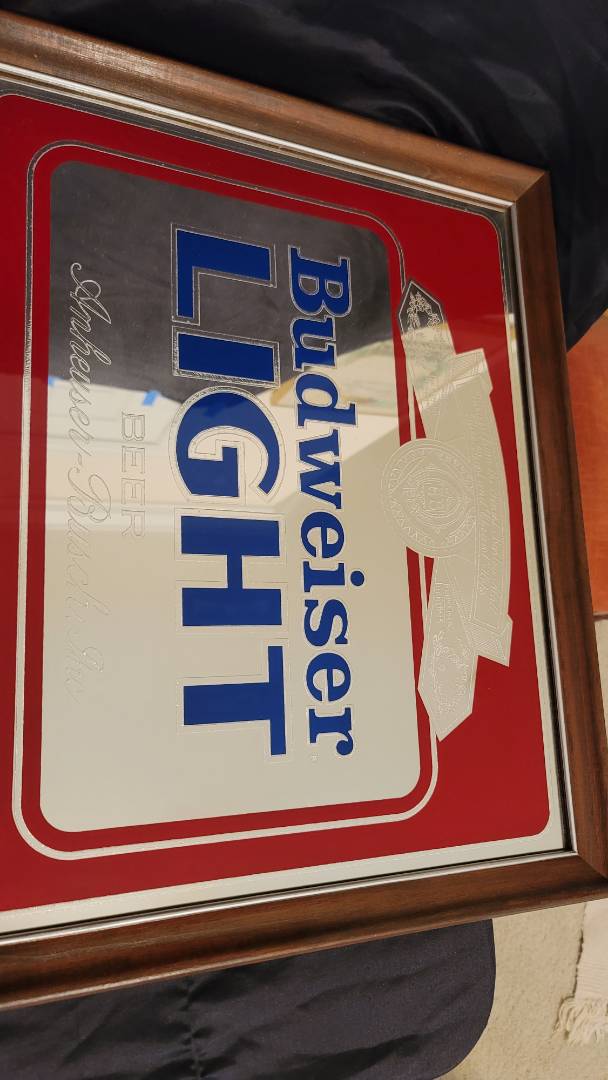 Budweiser
LIGHT
BEER
Anheuser-Busch, Inc.